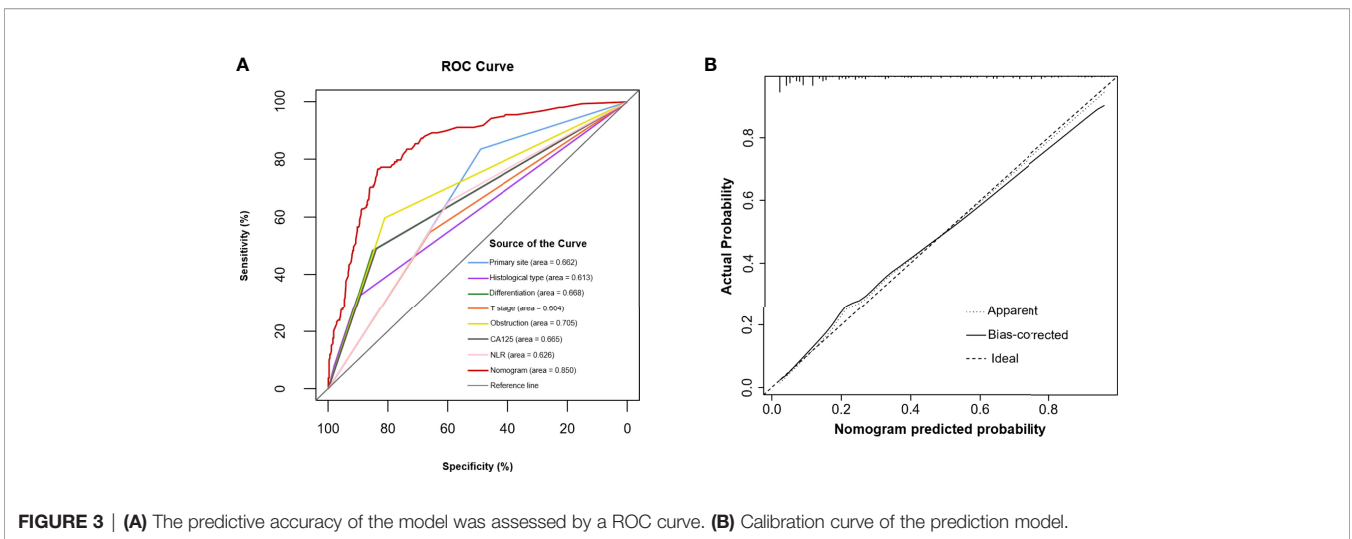 A
ROC Curve
Sensitivity (%)
100
80
60
40
20
0
Source of the Curve
Primary site (area = 0.662)
Histological type (area = 0.613)
Differentiation (area = 0.668)
T stage (area = 0.604)
Obstruction (area = 0.705)
CA125 (area = 0.665)
NLR (area = 0.626)
Nomogram (area = 0.850)
Reference line
100 80 60 40 20 0
Specificity (%)
B
Actual Probability
0.8
0.6
0.4
0.2
0.0
Apparent
Bias-corrected
Ideal
0.0 0.2 0.4 0.6 0.8
Nomogram predicted probability
FIGURE 3 | (A) The predictive accuracy of the model was assessed by a ROC curve. (B) Calibration curve of the prediction model.